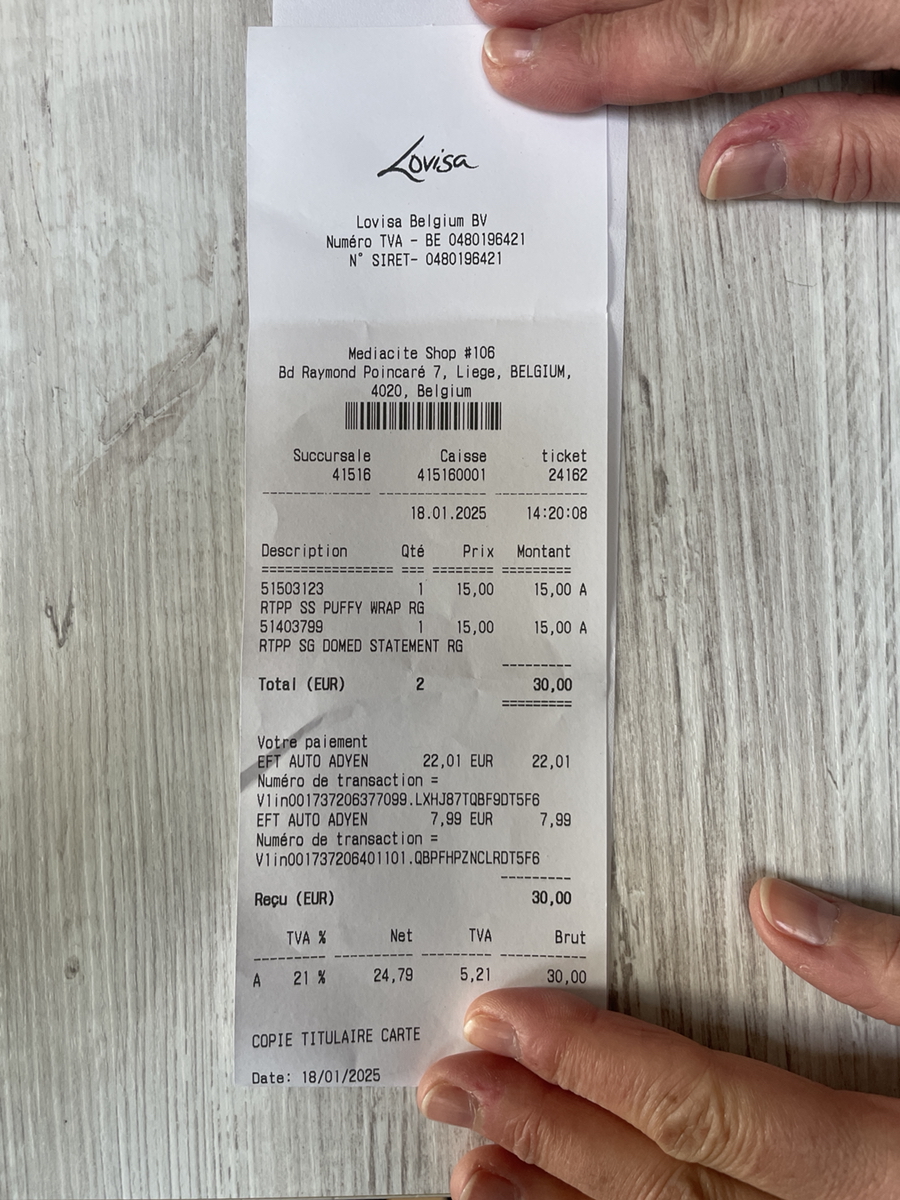 Lovisa
Lovisa Belgium BV
Numéro TVA - BE 0480196421
N° SIRET- 0480196421
Mediacite Shop #106
Bd Raymond Poincaré 7, Liege, BELGIUM,
4020, Belgium
Succursale Caisse ticket
41516 415160001 24162
18.01.2025 14:20:08
Description Qté Prix Montant
51503123 1 15,00 15,00 A
RTPP SS PUFFY WRAP RG
51403799 1 15,00 15,00 A
RTPP SG DOMED STATEMENT RG
Total (EUR) 2 30,00
Votre paiement
EFT AUTO ADYEN 22,01 EUR 22,01
Numéro de transaction =
V1in001737206377099.LXHJ87TQBF9DT5F6
EFT AUTO ADYEN 7,99 EUR 7,99
Numéro de transaction =
V1in001737206401101.QBPFHPZNCLRDT5F6
Reçu (EUR) 30,00
TVA % Net TVA Brut
A 21 % 24,79 5,21 30,00
COPIE TITULAIRE CARTE
Date: 18/01/2025